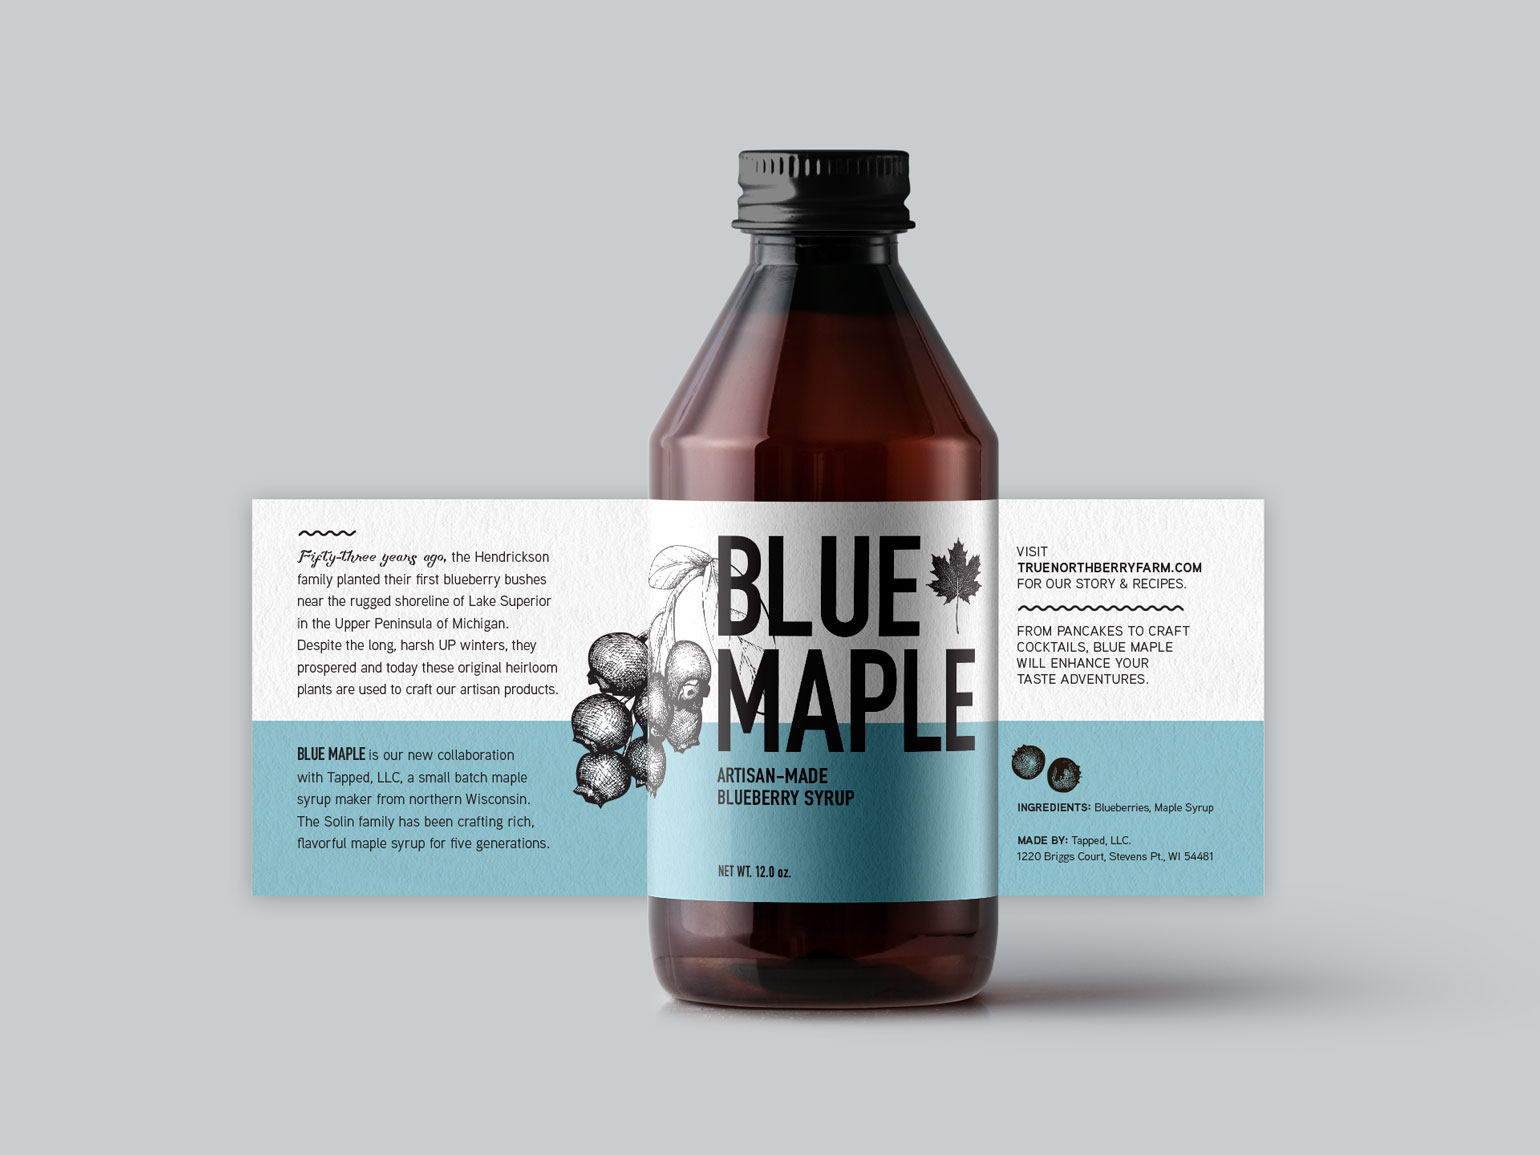 Fifty-three years ago, the Hendrickson
family planted their first blueberry bushes
near the rugged shoreline of Lake Superior
in the Upper Peninsula of Michigan.
Despite the long, harsh UP winters, they
prospered and today these original heirloom
plants are used to craft our artisan products.
BLUE MAPLE is our new collaboration
with Tapped, LLC, a small batch maple
syrup maker from northern Wisconsin.
The Solin family has been crafting rich,
flavorful maple syrup for five generations.
BLUE
MAPLE
ARTISAN-MADE
BLUEBERRY SYRUP
NET WT. 12.0 oz.
VISIT
TRUENORTHBERRYFARM.COM
FOR OUR STORY & RECIPES.
FROM PANCAKES TO CRAFT
COCKTAILS, BLUE MAPLE
WILL ENHANCE YOUR
TASTE ADVENTURES.
INGREDIENTS: Blueberries, Maple Syrup
MADE BY: Tapped, LLC.
1220 Briggs Court, Stevens Pt., WI 54481